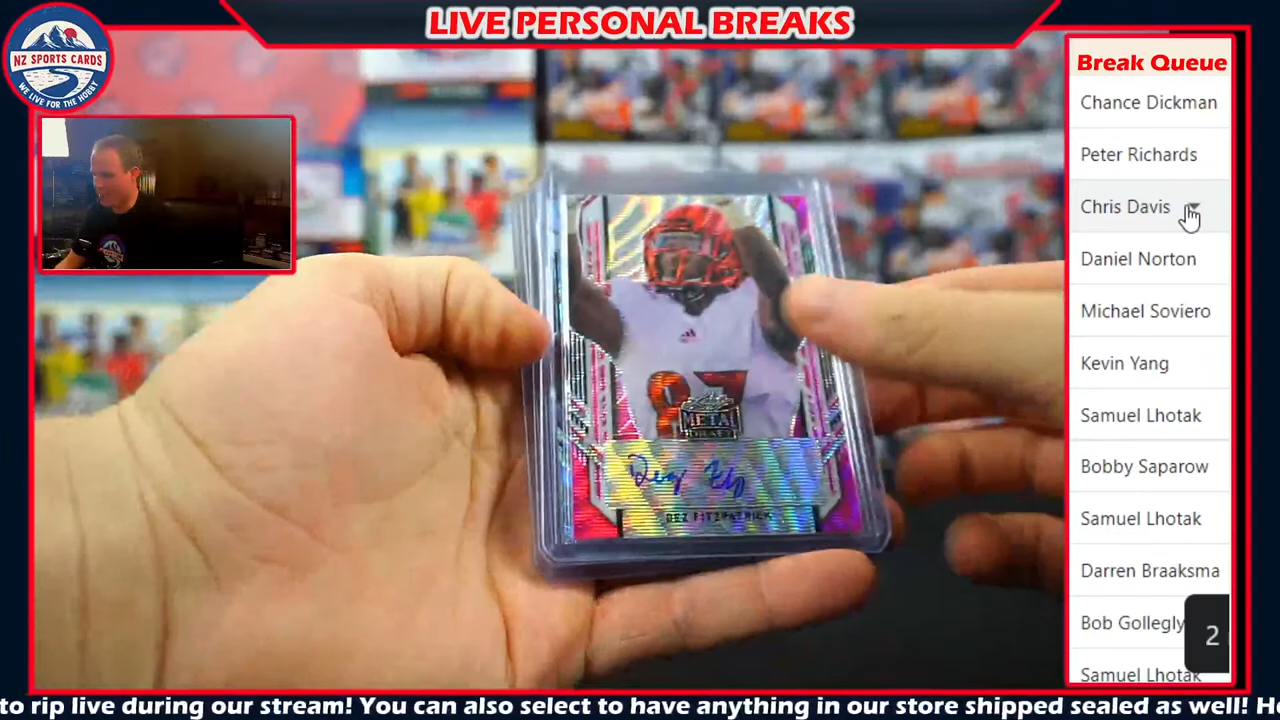 LIVE PERSONAL BREAKS
NZ SPORTS CARDS
WE LIVE FOR THE HOBBY
Break Queue
Chance Dickman
Peter Richards
Chris Davis
Daniel Norton
Michael Soviero
Kevin Yang
Samuel Lhotak
Bobby Saparow
Samuel Lhotak
Darren Braaksma
Bob Gollegly
2
Samuel Lhotak
87
METAL
DRAFT
DEZ FITZPATRICK
to rip live during our stream! You can also select to have anything in our store shipped sealed as well! H